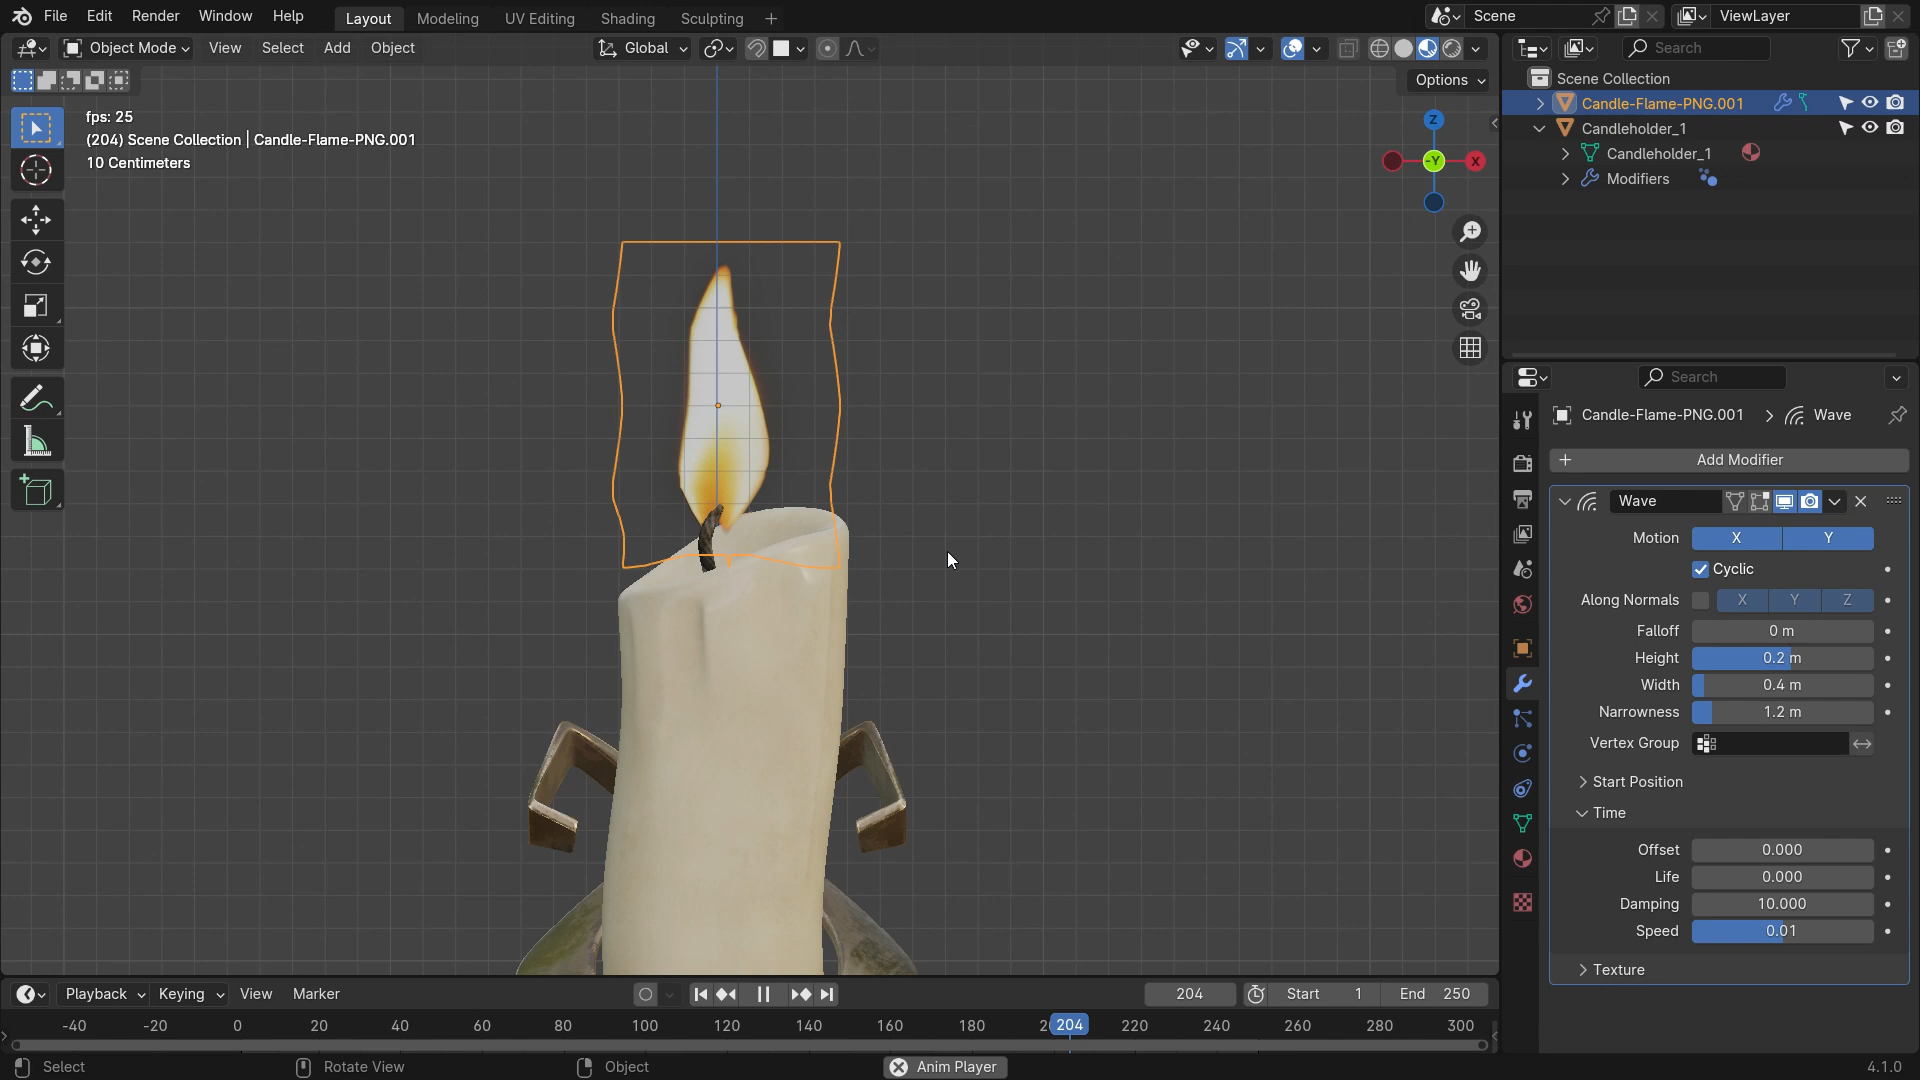 File Edit Render Window Help Layout Modeling UV Editing Shading Sculpting + Scene ViewLayer
Object Mode View Select Add Object Global Search
Options
fps: 25
(204) Scene Collection | Candle-Flame-PNG.001
10 Centimeters
Z
-Y
X
Scene Collection
Candle-Flame-PNG.001
Candleholder_1
Candleholder_1
Modifiers
Search
Candle-Flame-PNG.001 > Wave
+ Add Modifier
Wave
Motion X Y
Cyclic
Along Normals X Y Z
Falloff 0 m
Height 0.2 m
Width 0.4 m
Narrowness 1.2 m
Vertex Group
Start Position
Time
Offset 0.000
Life 0.000
Damping 10.000
Speed 0.01
Texture
Playback Keying View Marker 204 Start 1 End 250
-40 -20 0 20 40 60 80 100 120 140 160 180 2 204 220 240 260 280 300
Select Rotate View Object Anim Player 4.1.0